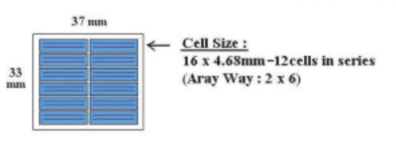 37 mm
Cell Size :
16 x 4.68mm-12cells in series
(Aray Way : 2 x 6)
33
mm